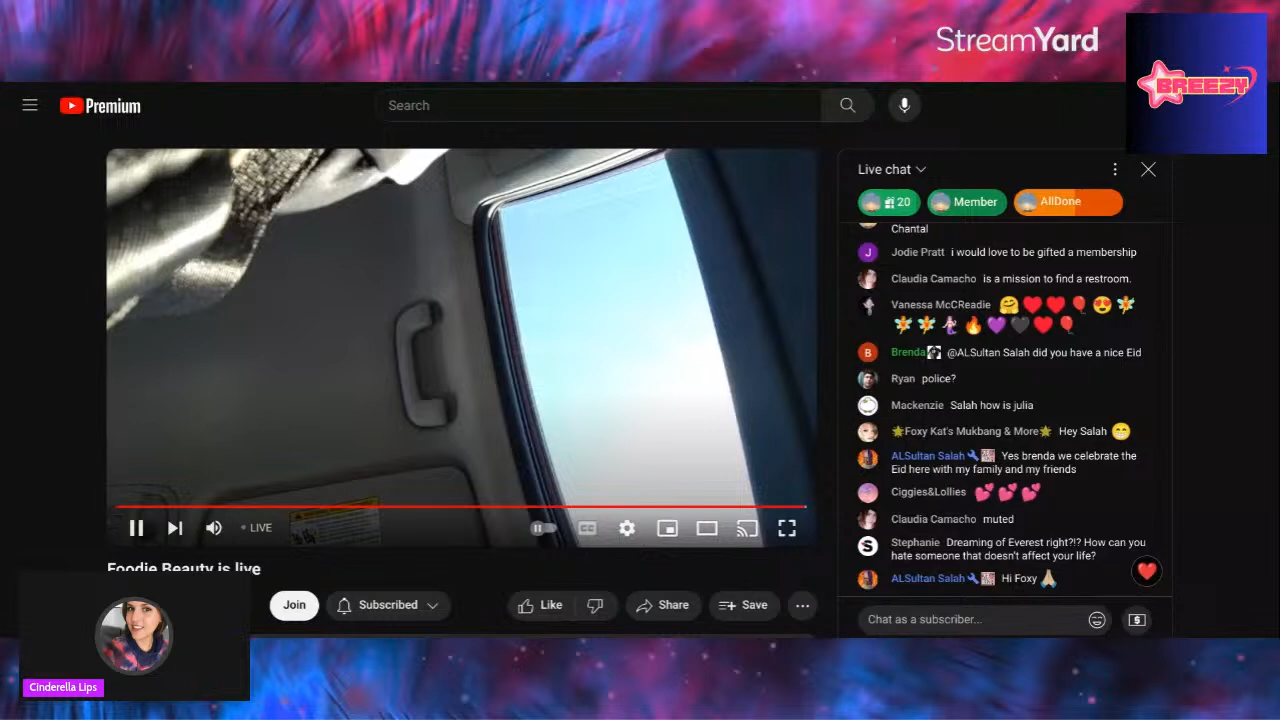 StreamYard
BREEZY
Premium
Search
Live chat
20
Member
AllDone
Chantal
J
Jodie Pratt i would love to be gifted a membership
Claudia Camacho is a mission to find a restroom.
Vanessa McCReadie
B
Brenda @ALSultan Salah did you have a nice Eid
Ryan police?
Mackenzie Salah how is julia
Foxy Kat's Mukbang & More Hey Salah
ALSultan Salah Yes brenda we celebrate the
Eid here with my family and my friends
Ciggies&Lollies
Claudia Camacho muted
S
Stephanie Dreaming of Everest right?!? How can you
hate someone that doesn't affect your life?
ALSultan Salah Hi Foxy
Chat as a subscriber...
LIVE
CC
Foodie Beauty is live
Join
Subscribed
Like
Share
Save
Cinderella Lips